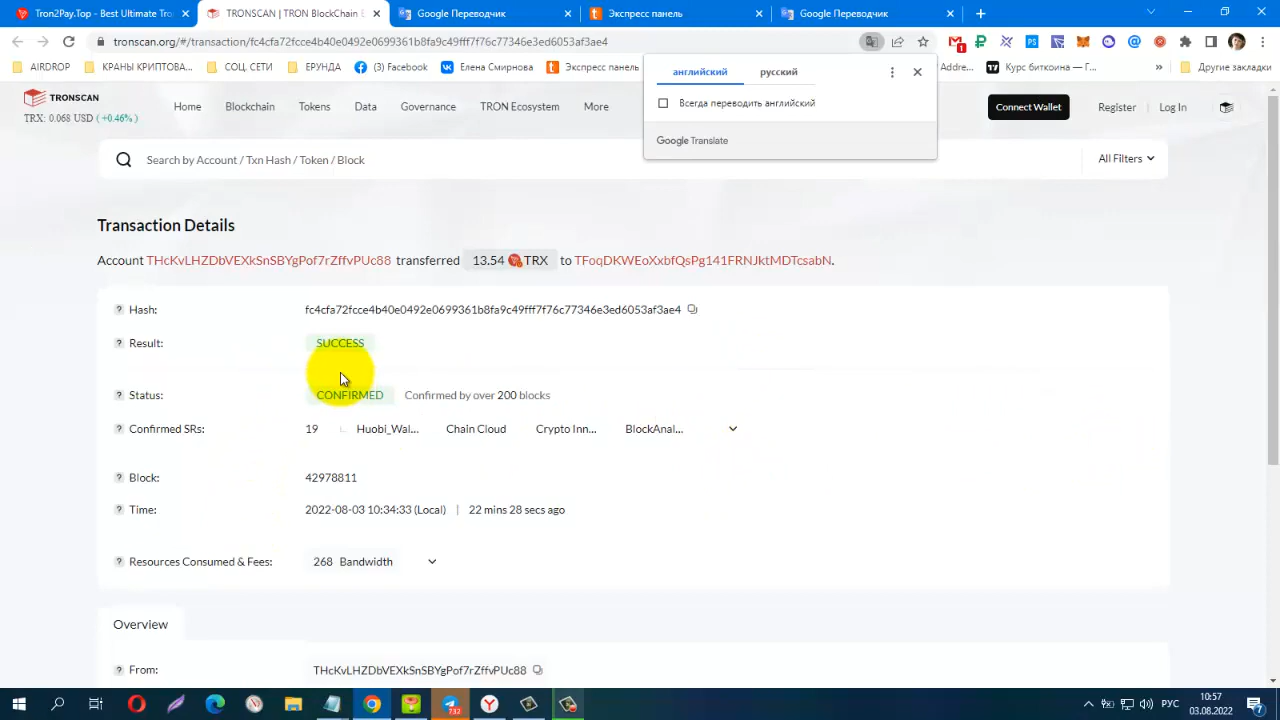 Tron2Pay.Top - Best Ultimate Tro
TRONSCAN | TRON BlockChain E
Google Переводчик
Экспресс панель
Google Переводчик
tronscan.org/#/transaction/fc4cfa72fcce4b40e0492e0699361b8fa9c49fff7f76c77346e3ed6053af3ae4
AIRDROP
КРАНЫ КРИПТОВА...
СОЦ. СЕТИ
ЕРУНДА
(3) Facebook
Елена Смирнова
Экспресс панель
Addre...
Курс биткоина — Г...
»
Другие закладки
английский
русский
Всегда переводить английский
Google Translate
TRONSCAN
TRX: 0.068 USD ( +0.46% )
Home
Blockchain
Tokens
Data
Governance
TRON Ecosystem
More
Connect Wallet
Register
Log In
Search by Account / Txn Hash / Token / Block
All Filters
Transaction Details
Account THcKvLHZDbVEXkSnSBYgPof7rZffvPUc88 transferred 13.54 TRX to TFoqDKWEoXxbfQsPg141FRNJktMDTcsabN.
? Hash: fc4cfa72fcce4b40e0492e0699361b8fa9c49fff7f76c77346e3ed6053af3ae4
? Result: SUCCESS
? Status: CONFIRMED Confirmed by over 200 blocks
? Confirmed SRs: 19 Huobi_Wal... Chain Cloud Crypto Inn... BlockAnal...
? Block: 42978811
? Time: 2022-08-03 10:34:33 (Local) | 22 mins 28 secs ago
? Resources Consumed & Fees: 268 Bandwidth
Overview
? From: THcKvLHZDbVEXkSnSBYgPof7rZffvPUc88
РУС
10:57
03.08.2022